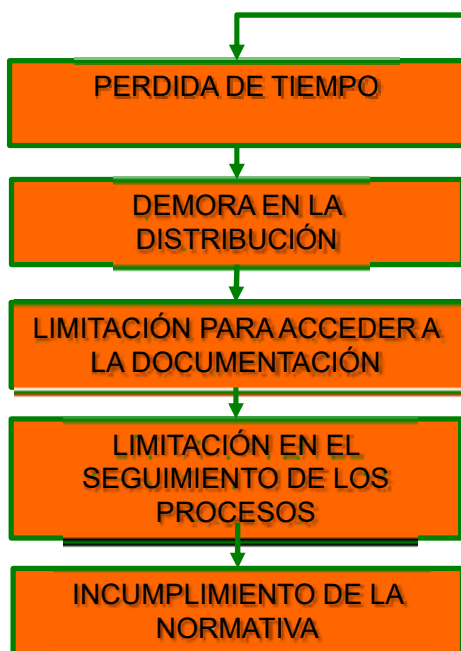 PERDIDA DE TIEMPO
DEMORA EN LA
DISTRIBUCIÓN
LIMITACIÓN PARA ACCEDER A
LA DOCUMENTACIÓN
LIMITACIÓN EN EL
SEGUIMIENTO DE LOS
PROCESOS
INCUMPLIMIENTO DE LA
NORMATIVA